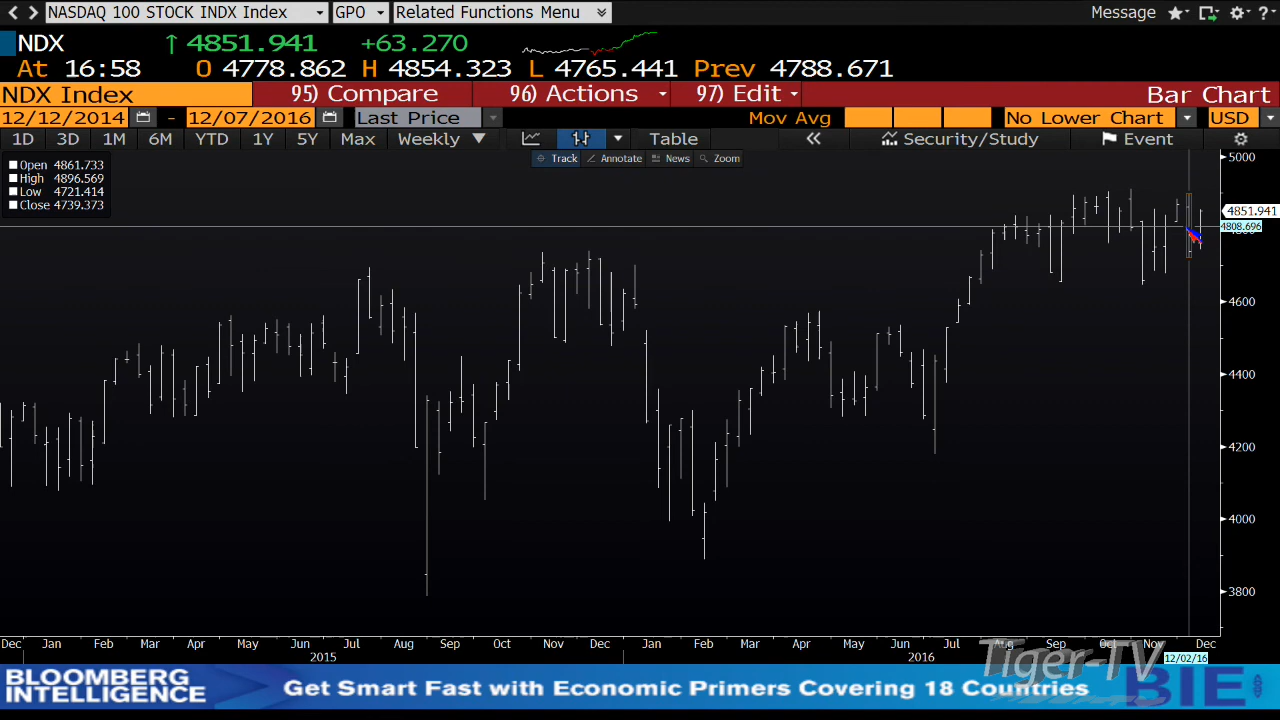 NASDAQ 100 STOCK INDX Index GPO Related Functions Menu Message ?
NDX ↑ 4851.941 +63.270
At 16:58 O 4778.862 H 4854.323 L 4765.441 Prev 4788.671
NDX Index 95) Compare 96) Actions 97) Edit Bar Chart
12/12/2014 - 12/07/2016 Last Price Mov Avg No Lower Chart USD
1D 3D 1M 6M YTD 1Y 5Y Max Weekly ▼ Table « Security/Study Event
Track Annotate News Zoom
Open 4861.733
High 4896.569
Low 4721.414
Close 4739.373
5000
4851.941
4808.696
4600
4400
4200
4000
3800
Dec Jan Feb Mar Apr May Jun Jul Aug Sep Oct Nov Dec Jan Feb Mar Apr May Jun Jul Aug Sep Oct Nov Dec
2015 2016 12/02/16
Tiger-TV
BLOOMBERG
INTELLIGENCE
Get Smart Fast with Economic Primers Covering 18 Countries